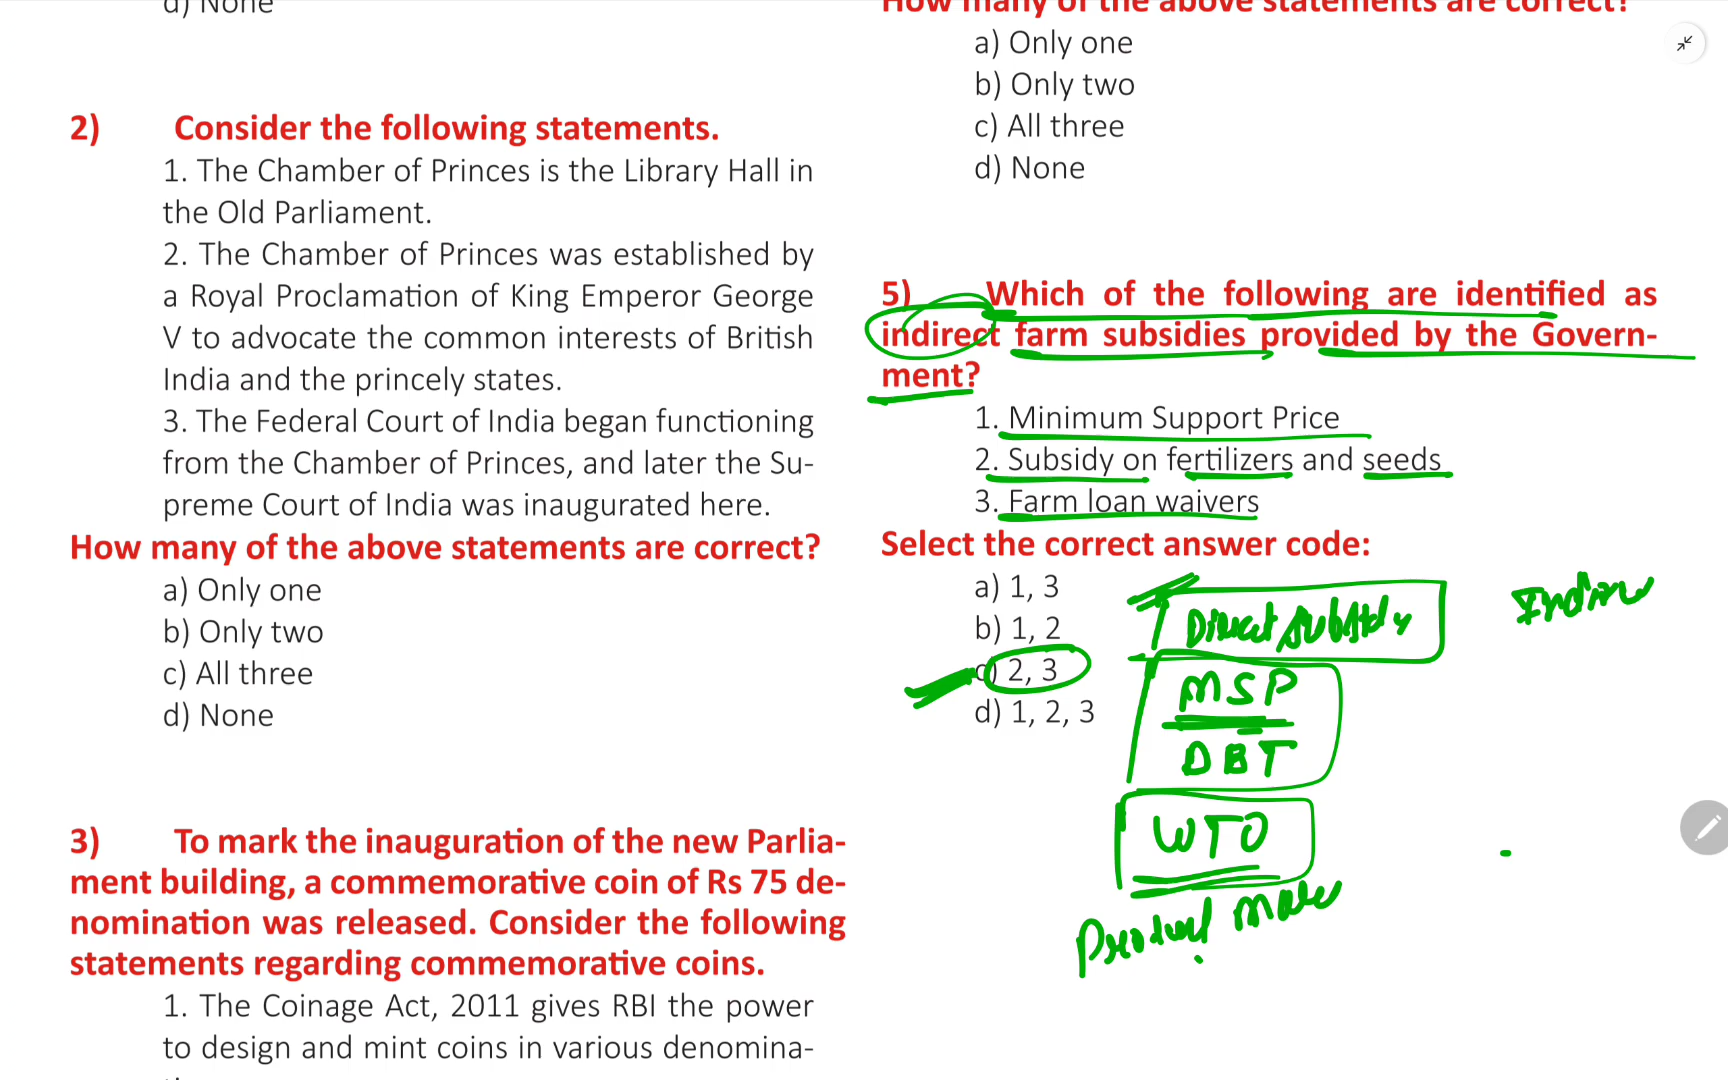 d) None
2) Consider the following statements.
1. The Chamber of Princes is the Library Hall in
the Old Parliament.
2. The Chamber of Princes was established by
a Royal Proclamation of King Emperor George
V to advocate the common interests of British
India and the princely states.
3. The Federal Court of India began functioning
from the Chamber of Princes, and later the Su-
preme Court of India was inaugurated here.
How many of the above statements are correct?
a) Only one
b) Only two
c) All three
d) None
3) To mark the inauguration of the new Parlia-
ment building, a commemorative coin of Rs 75 de-
nomination was released. Consider the following
statements regarding commemorative coins.
1. The Coinage Act, 2011 gives RBI the power
to design and mint coins in various denomina-
How many of the above statements are correct?
a) Only one
b) Only two
c) All three
d) None
5) Which of the following are identified as
indirect farm subsidies provided by the Govern-
ment?
1. Minimum Support Price
2. Subsidy on fertilizers and seeds
3. Farm loan waivers
Select the correct answer code:
a) 1, 3
b) 1, 2
c) 2, 3
d) 1, 2, 3
Direct subsidy
MSP
DBT
WTO